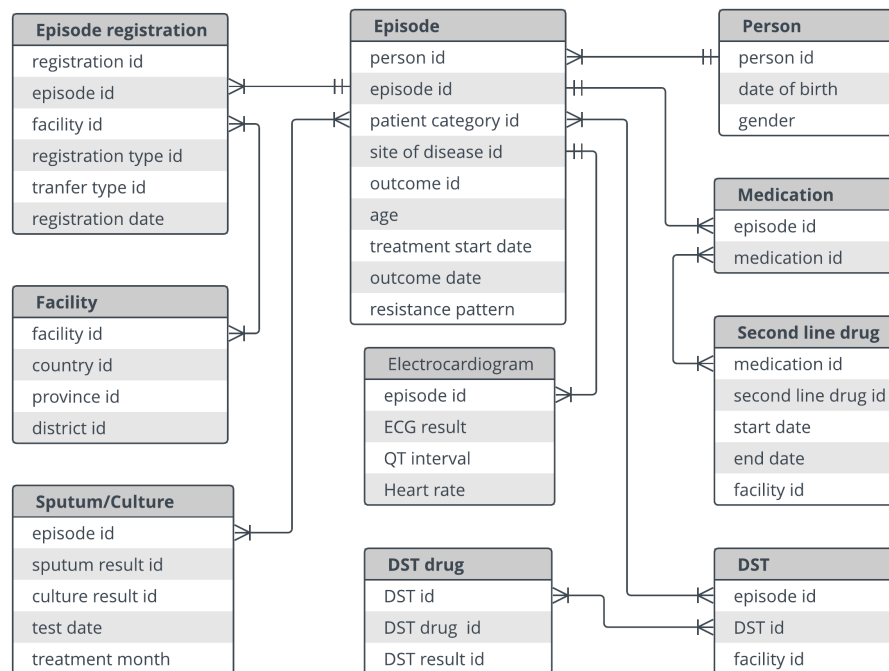 Episode registration
registration id
episode id
facility id
registration type id
tranfer type id
registration date
Episode
person id
episode id
patient category id
site of disease id
outcome id
age
treatment start date
outcome date
resistance pattern
Person
person id
date of birth
gender
Medication
episode id
medication id
Facility
facility id
country id
province id
district id
Electrocardiogram
episode id
ECG result
QT interval
Heart rate
Second line drug
medication id
second line drug id
start date
end date
facility id
Sputum/Culture
episode id
sputum result id
culture result id
test date
treatment month
DST drug
DST id
DST drug id
DST result id
DST
episode id
DST id
facility id